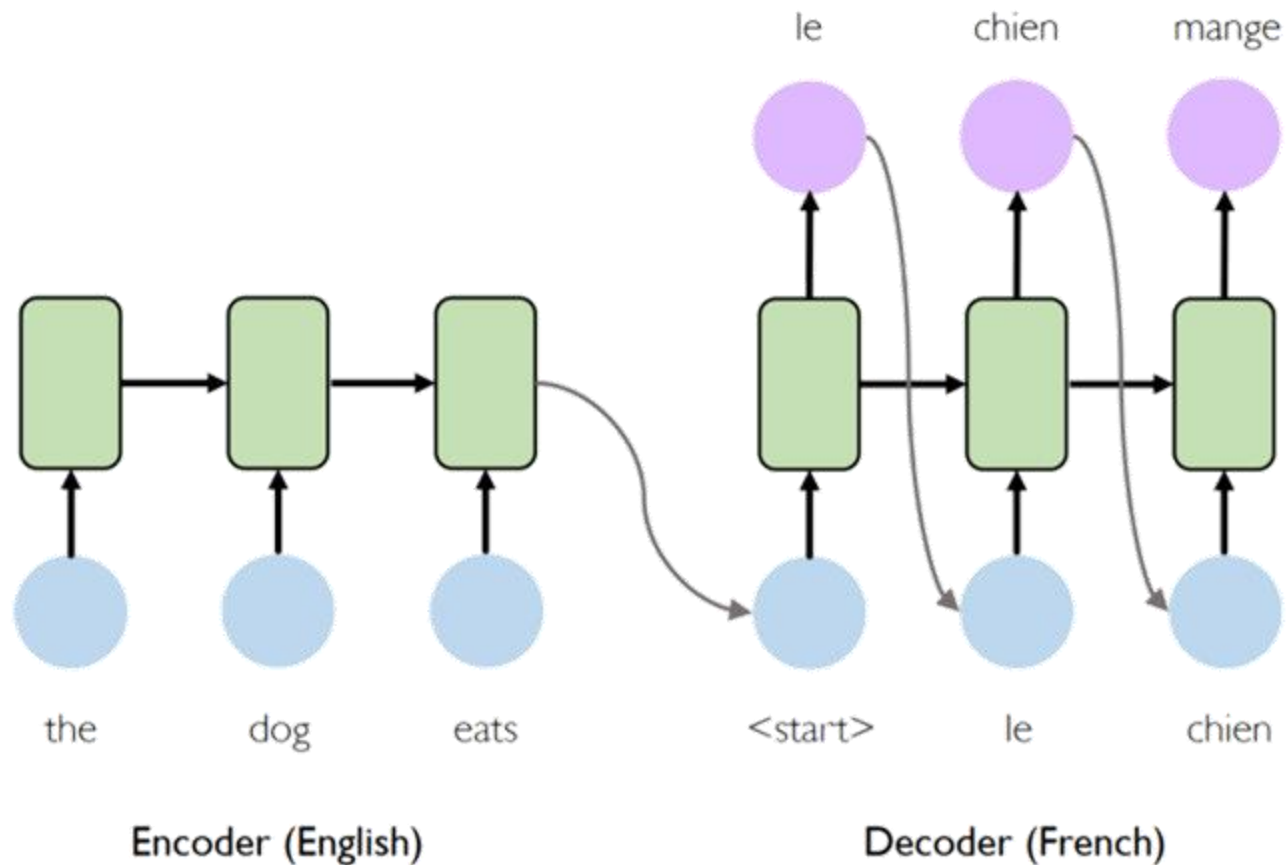 le chien mange
the dog eats <start> le chien
Encoder (English) Decoder (French)